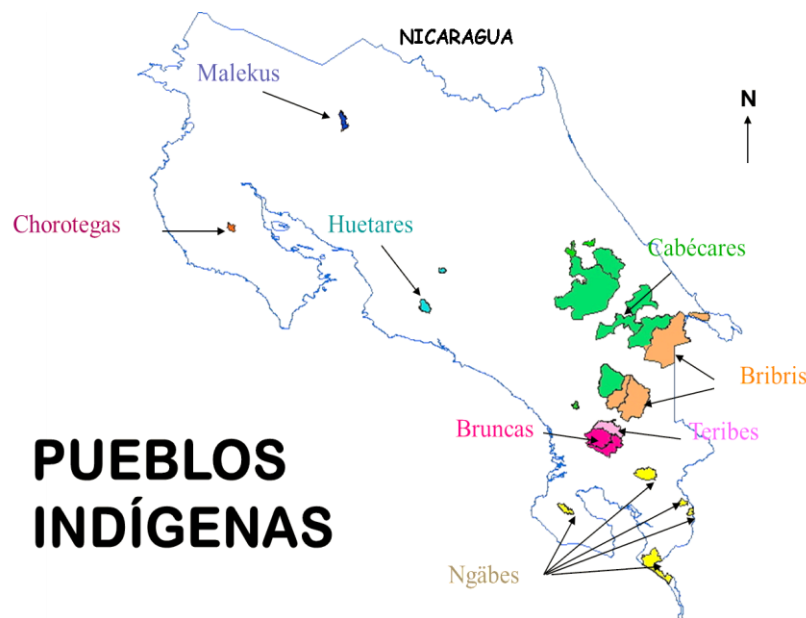 NICARAGUA
Malekus
N
Chorotegas
Huetares
Cabécares
Bribris
Bruncas
Teribes
PUEBLOS
INDÍGENAS
Ngäbes